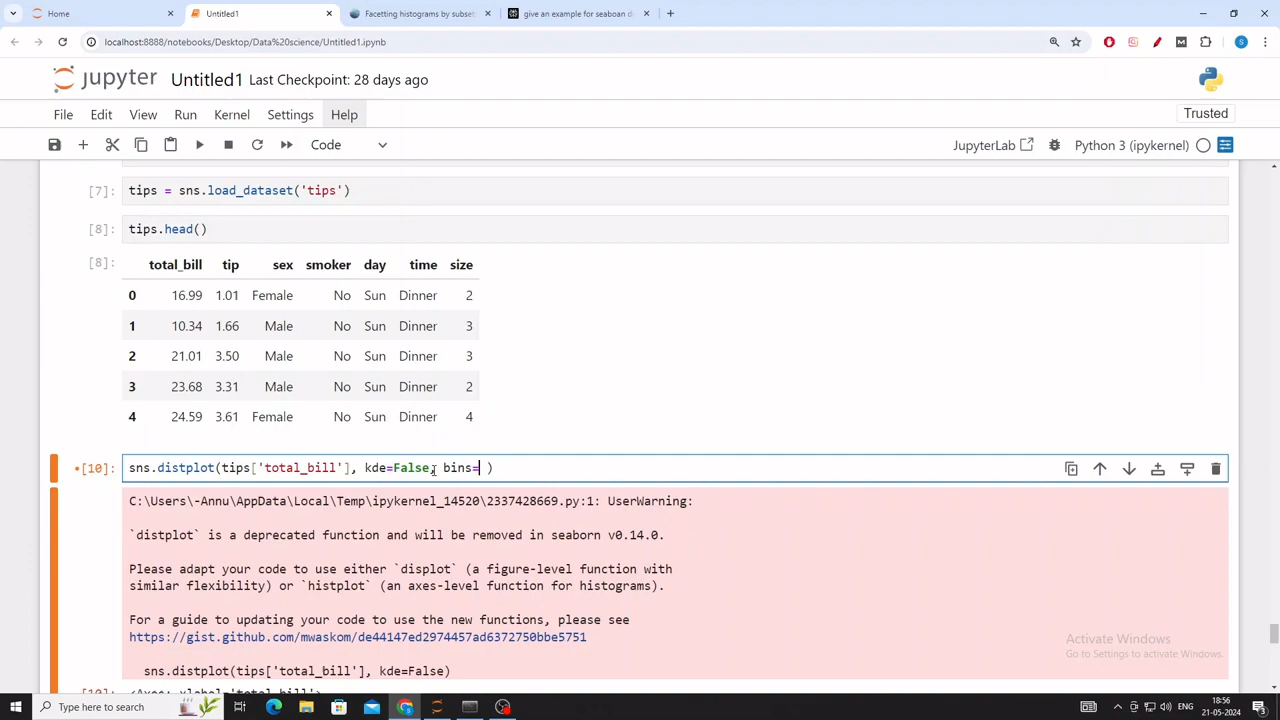 Home
Untitled1
Facetting histograms by subse
give an example for seaboan d
localhost:8888/notebooks/Desktop/Data%20science/Untitled1.ipynb
jupyter Untitled1 Last Checkpoint: 28 days ago
File Edit View Run Kernel Settings Help
Trusted
Code
JupyterLab
Python 3 (ipykernel)
[7]: tips = sns.load_dataset('tips')
[8]: tips.head()
[8]: total_bill tip sex smoker day time size
0 16.99 1.01 Female No Sun Dinner 2
1 10.34 1.66 Male No Sun Dinner 3
2 21.01 3.50 Male No Sun Dinner 3
3 23.68 3.31 Male No Sun Dinner 2
4 24.59 3.61 Female No Sun Dinner 4
[10]: sns.distplot(tips['total_bill'], kde=False, bins= )
C:\Users\-Annu\AppData\Local\Temp\ipykernel_14520\2337428669.py:1: UserWarning:
`distplot` is a deprecated function and will be removed in seaborn v0.14.0.
Please adapt your code to use either `displot` (a figure-level function with
similar flexibility) or `histplot` (an axes-level function for histograms).
For a guide to updating your code to use the new functions, please see
https://gist.github.com/mwaskom/de44147ed2974457ad6372750bbe5751
sns.distplot(tips['total_bill'], kde=False)
[10]: <Axes: xlabel='total_bill'>
Activate Windows
Go to Settings to activate Windows.
Type here to search
18:56
21-05-2024